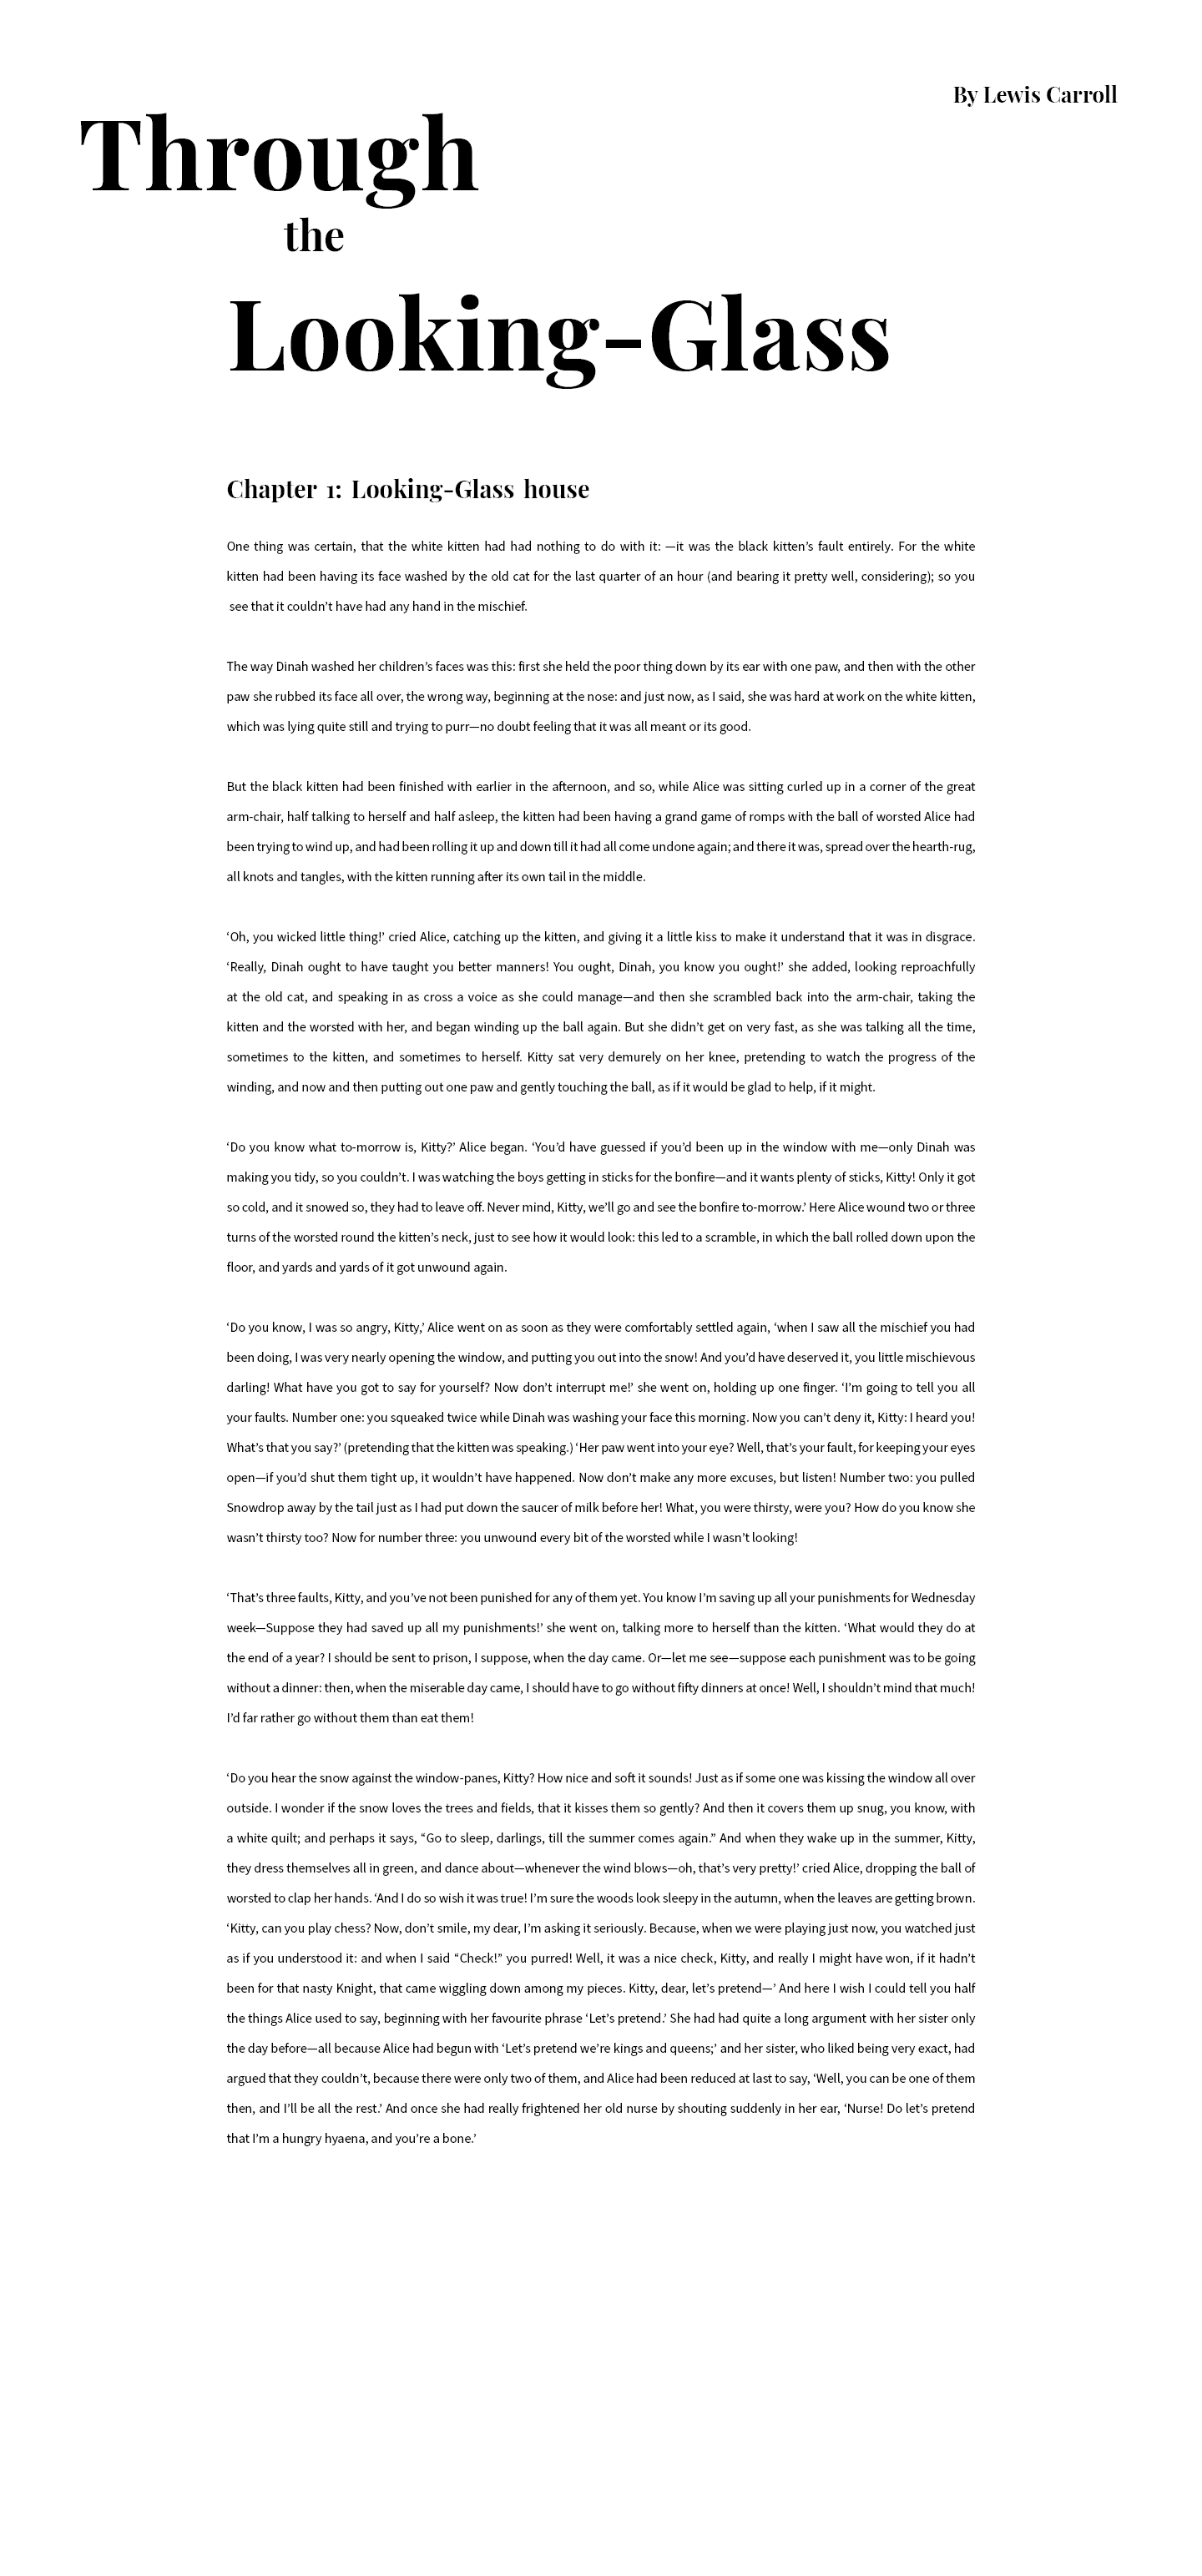 By Lewis Carroll
Through
the
Looking-Glass
Chapter 1: Looking-Glass house
One thing was certain, that the white kitten had had nothing to do with it: —it was the black kitten’s fault entirely. For the white
kitten had been having its face washed by the old cat for the last quarter of an hour (and bearing it pretty well, considering); so you
see that it couldn’t have had any hand in the mischief.
The way Dinah washed her children’s faces was this: first she held the poor thing down by its ear with one paw, and then with the other
paw she rubbed its face all over, the wrong way, beginning at the nose: and just now, as I said, she was hard at work on the white kitten,
which was lying quite still and trying to purr—no doubt feeling that it was all meant or its good.
But the black kitten had been finished with earlier in the afternoon, and so, while Alice was sitting curled up in a corner of the great
arm-chair, half talking to herself and half asleep, the kitten had been having a grand game of romps with the ball of worsted Alice had
been trying to wind up, and had been rolling it up and down till it had all come undone again; and there it was, spread over the hearth-rug,
all knots and tangles, with the kitten running after its own tail in the middle.
‘Oh, you wicked little thing!’ cried Alice, catching up the kitten, and giving it a little kiss to make it understand that it was in disgrace.
‘Really, Dinah ought to have taught you better manners! You ought, Dinah, you know you ought!’ she added, looking reproachfully
at the old cat, and speaking in as cross a voice as she could manage—and then she scrambled back into the arm-chair, taking the
kitten and the worsted with her, and began winding up the ball again. But she didn’t get on very fast, as she was talking all the time,
sometimes to the kitten, and sometimes to herself. Kitty sat very demurely on her knee, pretending to watch the progress of the
winding, and now and then putting out one paw and gently touching the ball, as if it would be glad to help, if it might.
‘Do you know what to-morrow is, Kitty?’ Alice began. ‘You’d have guessed if you’d been up in the window with me—only Dinah was
making you tidy, so you couldn’t. I was watching the boys getting in sticks for the bonfire—and it wants plenty of sticks, Kitty! Only it got
so cold, and it snowed so, they had to leave off. Never mind, Kitty, we’ll go and see the bonfire to-morrow.’ Here Alice wound two or three
turns of the worsted round the kitten’s neck, just to see how it would look: this led to a scramble, in which the ball rolled down upon the
floor, and yards and yards of it got unwound again.
‘Do you know, I was so angry, Kitty,’ Alice went on as soon as they were comfortably settled again, ‘when I saw all the mischief you had
been doing, I was very nearly opening the window, and putting you out into the snow! And you’d have deserved it, you little mischievous
darling! What have you got to say for yourself? Now don’t interrupt me!’ she went on, holding up one finger. ‘I’m going to tell you all
your faults. Number one: you squeaked twice while Dinah was washing your face this morning. Now you can’t deny it, Kitty: I heard you!
What’s that you say?’ (pretending that the kitten was speaking.) ‘Her paw went into your eye? Well, that’s your fault, for keeping your eyes
open—if you’d shut them tight up, it wouldn’t have happened. Now don’t make any more excuses, but listen! Number two: you pulled
Snowdrop away by the tail just as I had put down the saucer of milk before her! What, you were thirsty, were you? How do you know she
wasn’t thirsty too? Now for number three: you unwound every bit of the worsted while I wasn’t looking!
‘That’s three faults, Kitty, and you’ve not been punished for any of them yet. You know I’m saving up all your punishments for Wednesday
week—Suppose they had saved up all my punishments!’ she went on, talking more to herself than the kitten. ‘What would they do at
the end of a year? I should be sent to prison, I suppose, when the day came. Or—let me see—suppose each punishment was to be going
without a dinner: then, when the miserable day came, I should have to go without fifty dinners at once! Well, I shouldn’t mind that much!
I’d far rather go without them than eat them!
‘Do you hear the snow against the window-panes, Kitty? How nice and soft it sounds! Just as if some one was kissing the window all over
outside. I wonder if the snow loves the trees and fields, that it kisses them so gently? And then it covers them up snug, you know, with
a white quilt; and perhaps it says, “Go to sleep, darlings, till the summer comes again.” And when they wake up in the summer, Kitty,
they dress themselves all in green, and dance about—whenever the wind blows—oh, that’s very pretty!’ cried Alice, dropping the ball of
worsted to clap her hands. ‘And I do so wish it was true! I’m sure the woods look sleepy in the autumn, when the leaves are getting brown.
‘Kitty, can you play chess? Now, don’t smile, my dear, I’m asking it seriously. Because, when we were playing just now, you watched just
as if you understood it: and when I said “Check!” you purred! Well, it was a nice check, Kitty, and really I might have won, if it hadn’t
been for that nasty Knight, that came wiggling down among my pieces. Kitty, dear, let’s pretend—’ And here I wish I could tell you half
the things Alice used to say, beginning with her favourite phrase ‘Let’s pretend.’ She had had quite a long argument with her sister only
the day before—all because Alice had begun with ‘Let’s pretend we’re kings and queens;’ and her sister, who liked being very exact, had
argued that they couldn’t, because there were only two of them, and Alice had been reduced at last to say, ‘Well, you can be one of them
then, and I’ll be all the rest.’ And once she had really frightened her old nurse by shouting suddenly in her ear, ‘Nurse! Do let’s pretend
that I’m a hungry hyaena, and you’re a bone.’